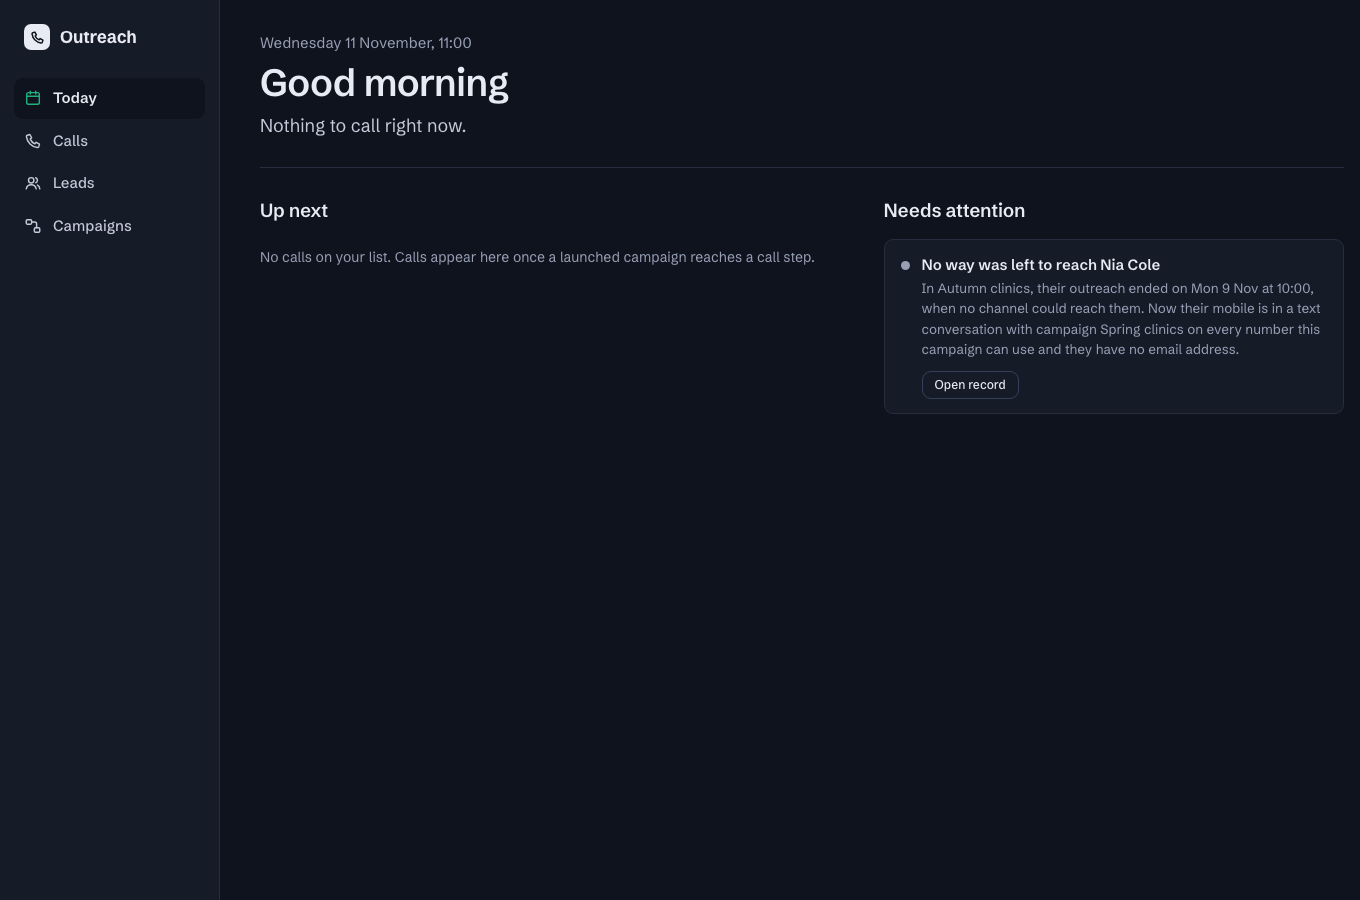 Outreach
Today
Calls
Leads
Campaigns
Wednesday 11 November, 11:00
Good morning
Nothing to call right now.
Up next
No calls on your list. Calls appear here once a launched campaign reaches a call step.
Needs attention
No way was left to reach Nia Cole
In Autumn clinics, their outreach ended on Mon 9 Nov at 10:00,
when no channel could reach them. Now their mobile is in a text
conversation with campaign Spring clinics on every number this
campaign can use and they have no email address.
Open record